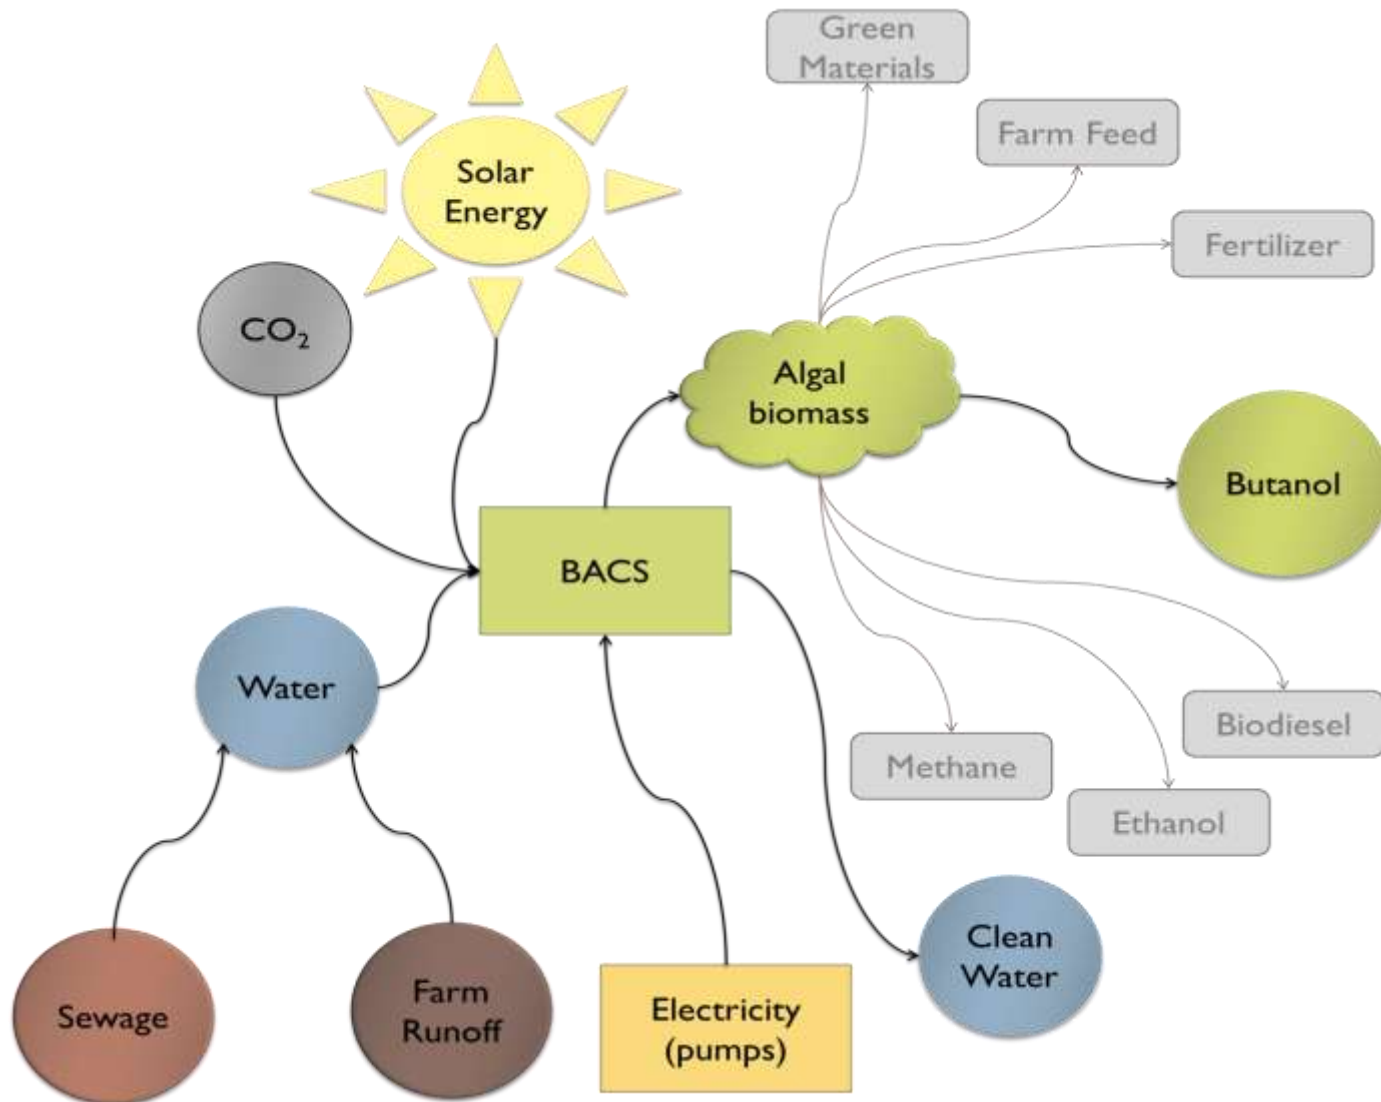 Green
Materials
Farm Feed
Solar
Energy
Fertilizer
CO₂
Algal
biomass
Butanol
BACS
Water
Biodiesel
Methane
Ethanol
Clean
Water
Sewage
Farm
Runoff
Electricity
(pumps)